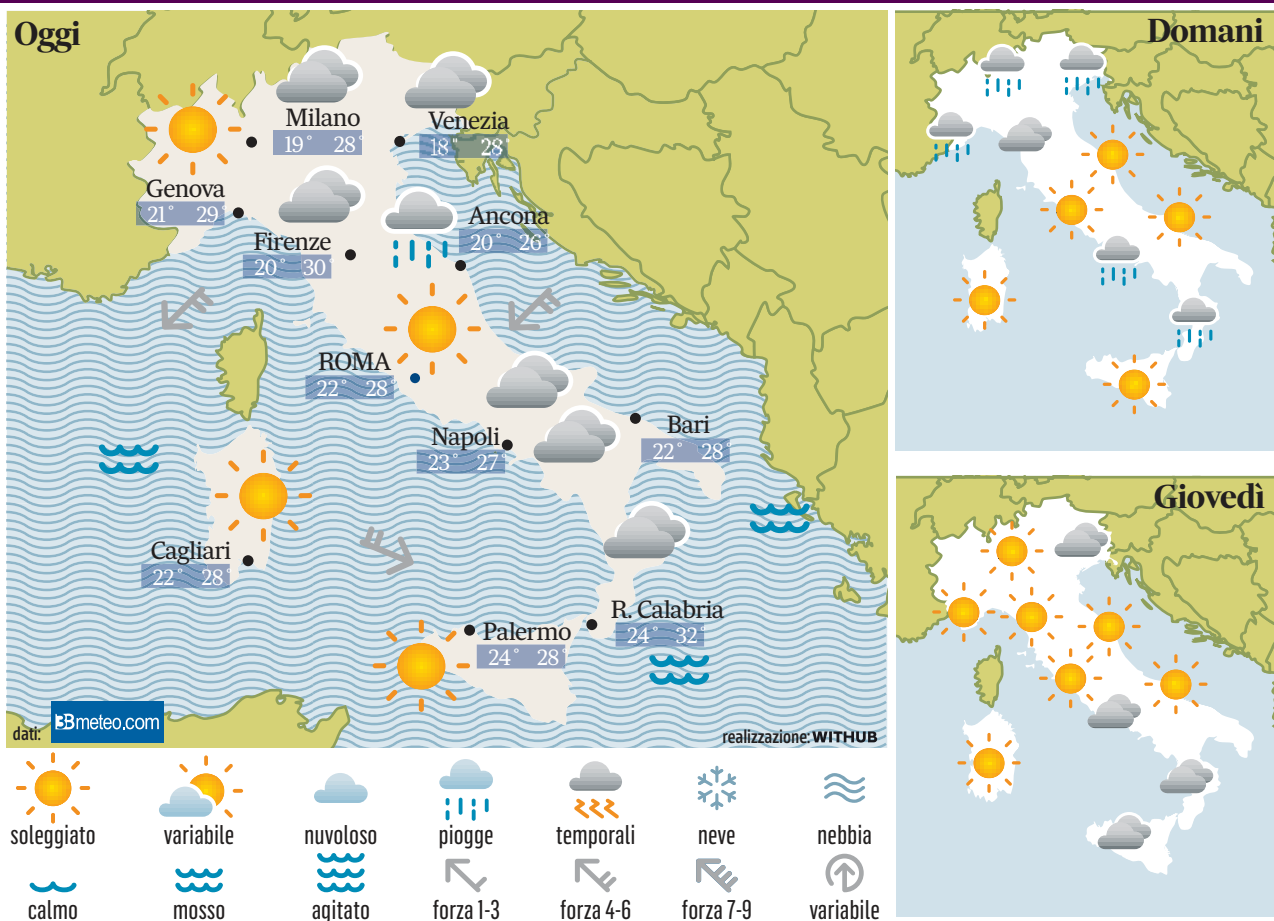 Oggi
Milano
19° 28°
Venezia
18° 28°
Genova
21° 29°
Firenze
20° 30°
Ancona
20° 26°
ROMA
22° 28°
Napoli
23° 27°
Bari
22° 28°
Cagliari
22° 28°
Palermo
24° 28°
R. Calabria
24° 32°
dati: 3Bmeteo.com
realizzazione: WITHUB
Domani
Giovedì
soleggiato variabile nuvoloso piogge temporali neve nebbia
calmo mosso agitato forza 1-3 forza 4-6 forza 7-9 variabile